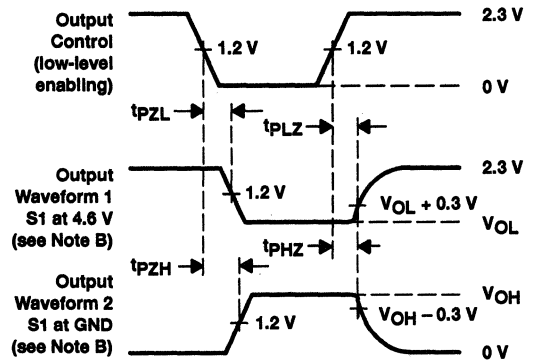 Output
Control
(low-level
enabling)
2.3 V
1.2 V
1.2 V
0 V
tPZL
tPLZ
Output
Waveform 1
S1 at 4.6 V
(see Note B)
2.3 V
1.2 V
VOL + 0.3 V
VOL
tPHZ
tPZH
Output
Waveform 2
S1 at GND
(see Note B)
VOH
1.2 V
VOH – 0.3 V
0 V